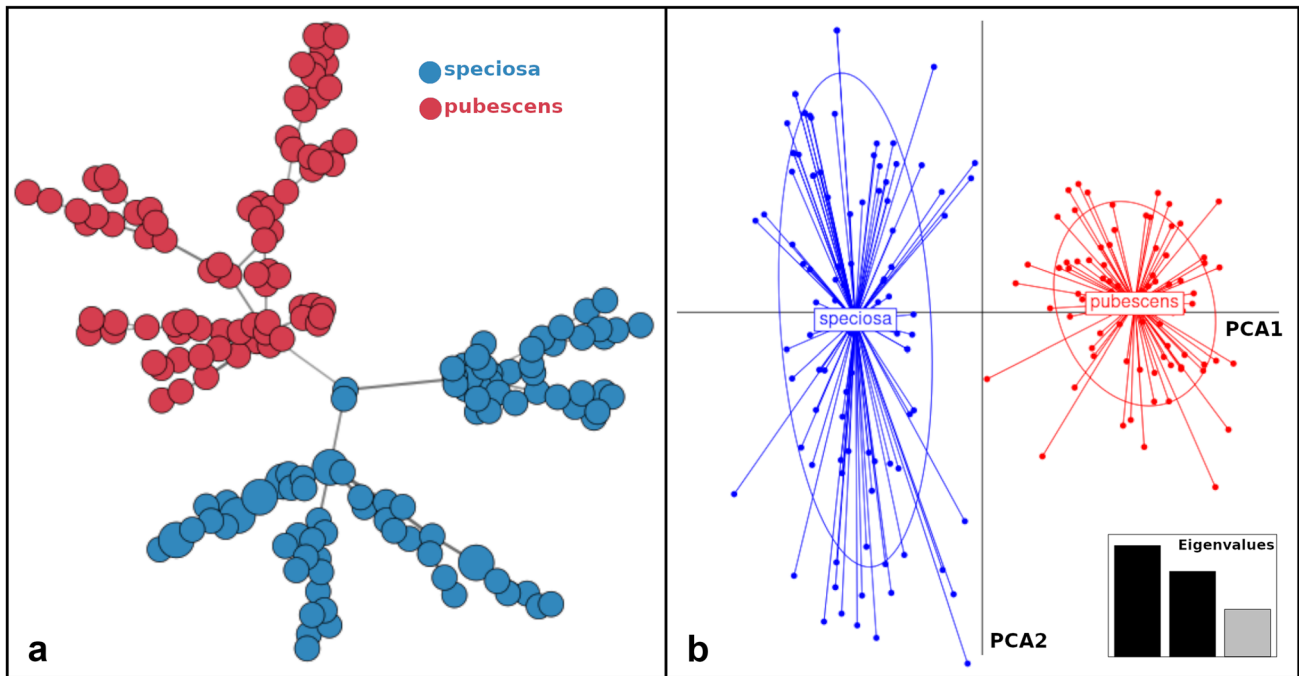 speciosa
pubescens
a
speciosa
pubescens
PCA1
PCA2
Eigenvalues
b